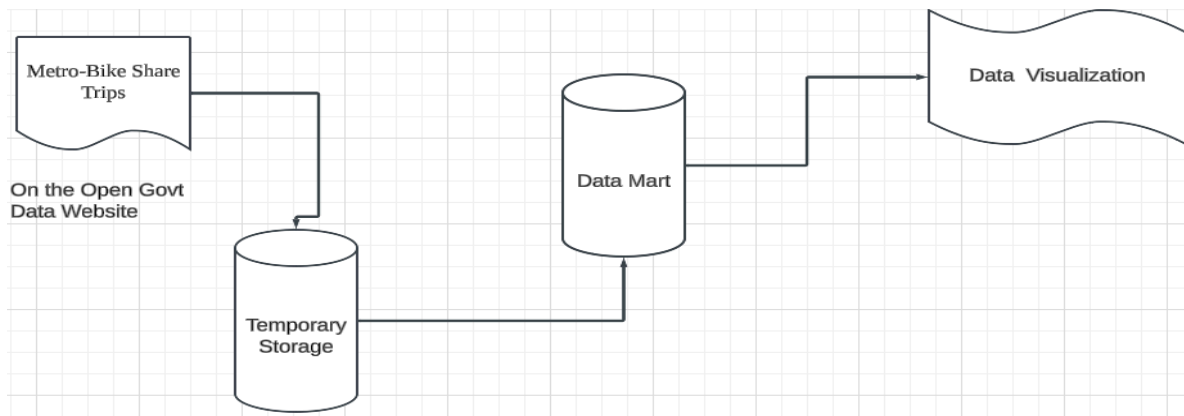 Metro-Bike Share
Trips
On the Open Govt
Data Website
Temporary
Storage
Data Mart
Data Visualization